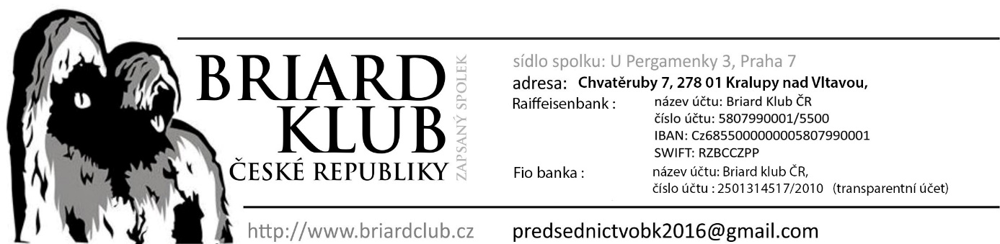 BRIARD
KLUB
ČESKÉ REPUBLIKY
ZAPSANÝ SPOLEK
sídlo spolku: U Pergamenky 3, Praha 7
adresa: Chvatěruby 7, 278 01 Kralupy nad Vltavou,
Raiffeisenbank : název účtu: Briard Klub ČR
číslo účtu: 5807990001/5500
IBAN: Cz6855000000005807990001
SWIFT: RZBCCZPP
Fio banka : název účtu: Briard klub ČR,
číslo účtu : 2501314517/2010 (transparentní účet)
http://www.briardclub.cz predsednictvobk2016@gmail.com